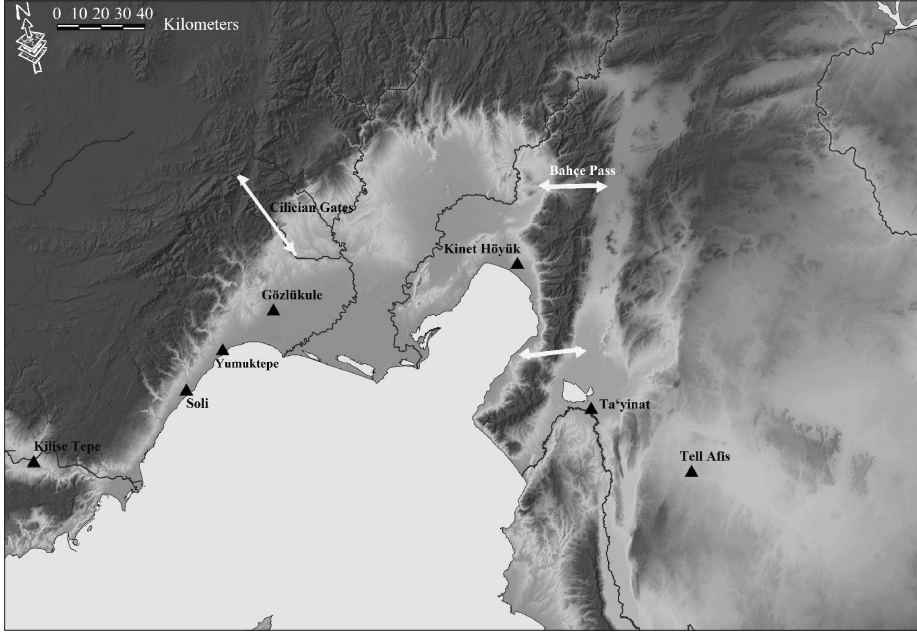 N
0 10 20 30 40 Kilometers
Bahçe Pass
Cilician Gates
Kinet Höyük
Gözlükule
Yumuktepe
Soli
Ta‘yinat
Kilise Tepe
Tell Afis